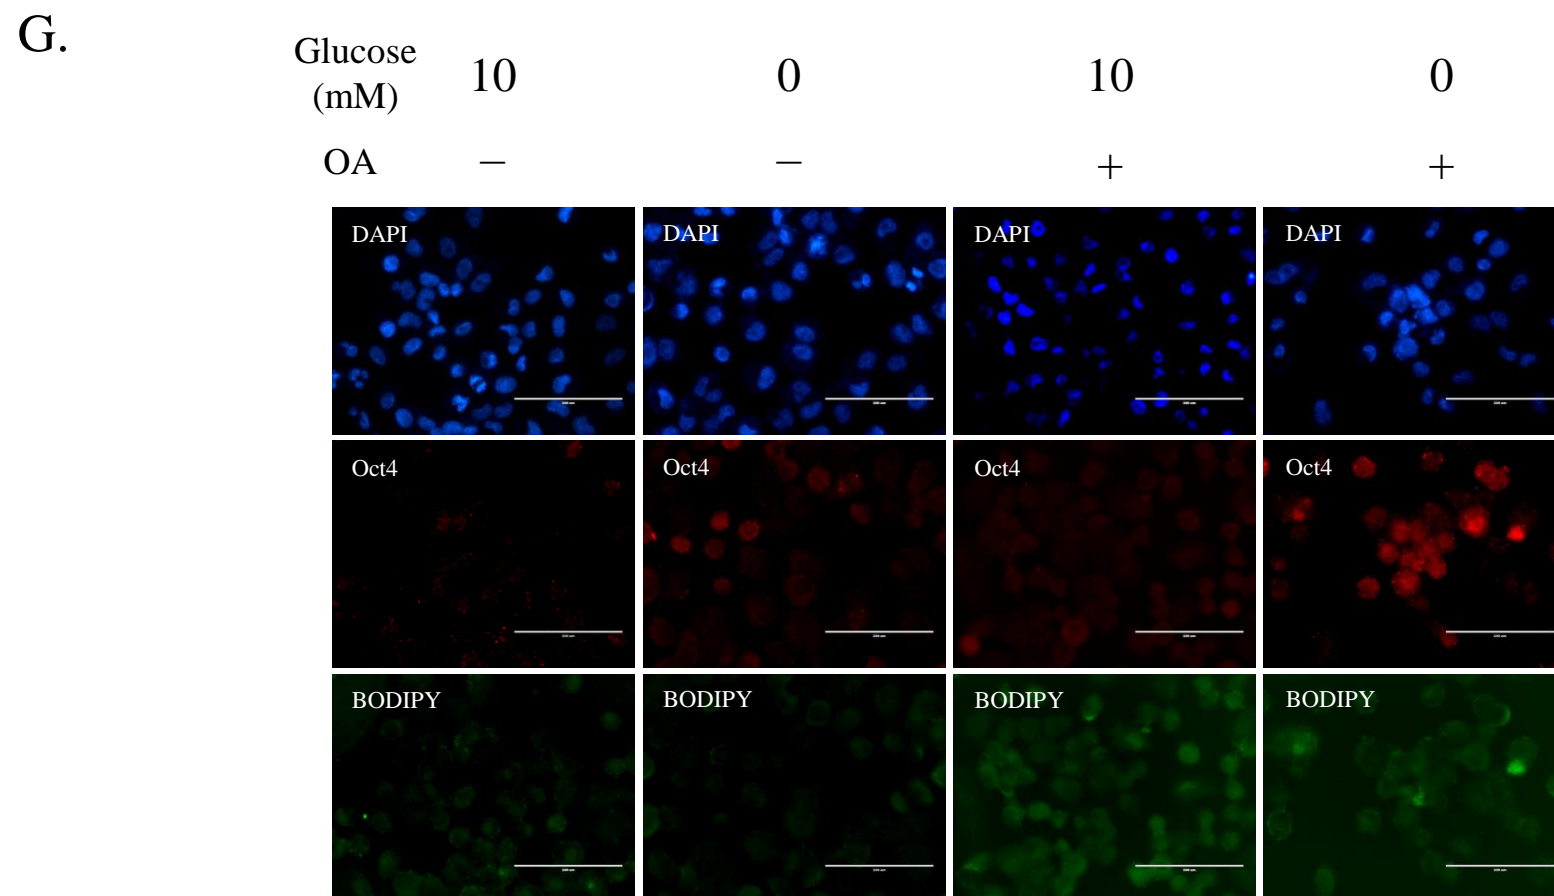 G.
Glucose
(mM)
10 0 10 0
OA − − + +
DAPI DAPI DAPI DAPI
Oct4 Oct4 Oct4 Oct4
BODIPY BODIPY BODIPY BODIPY